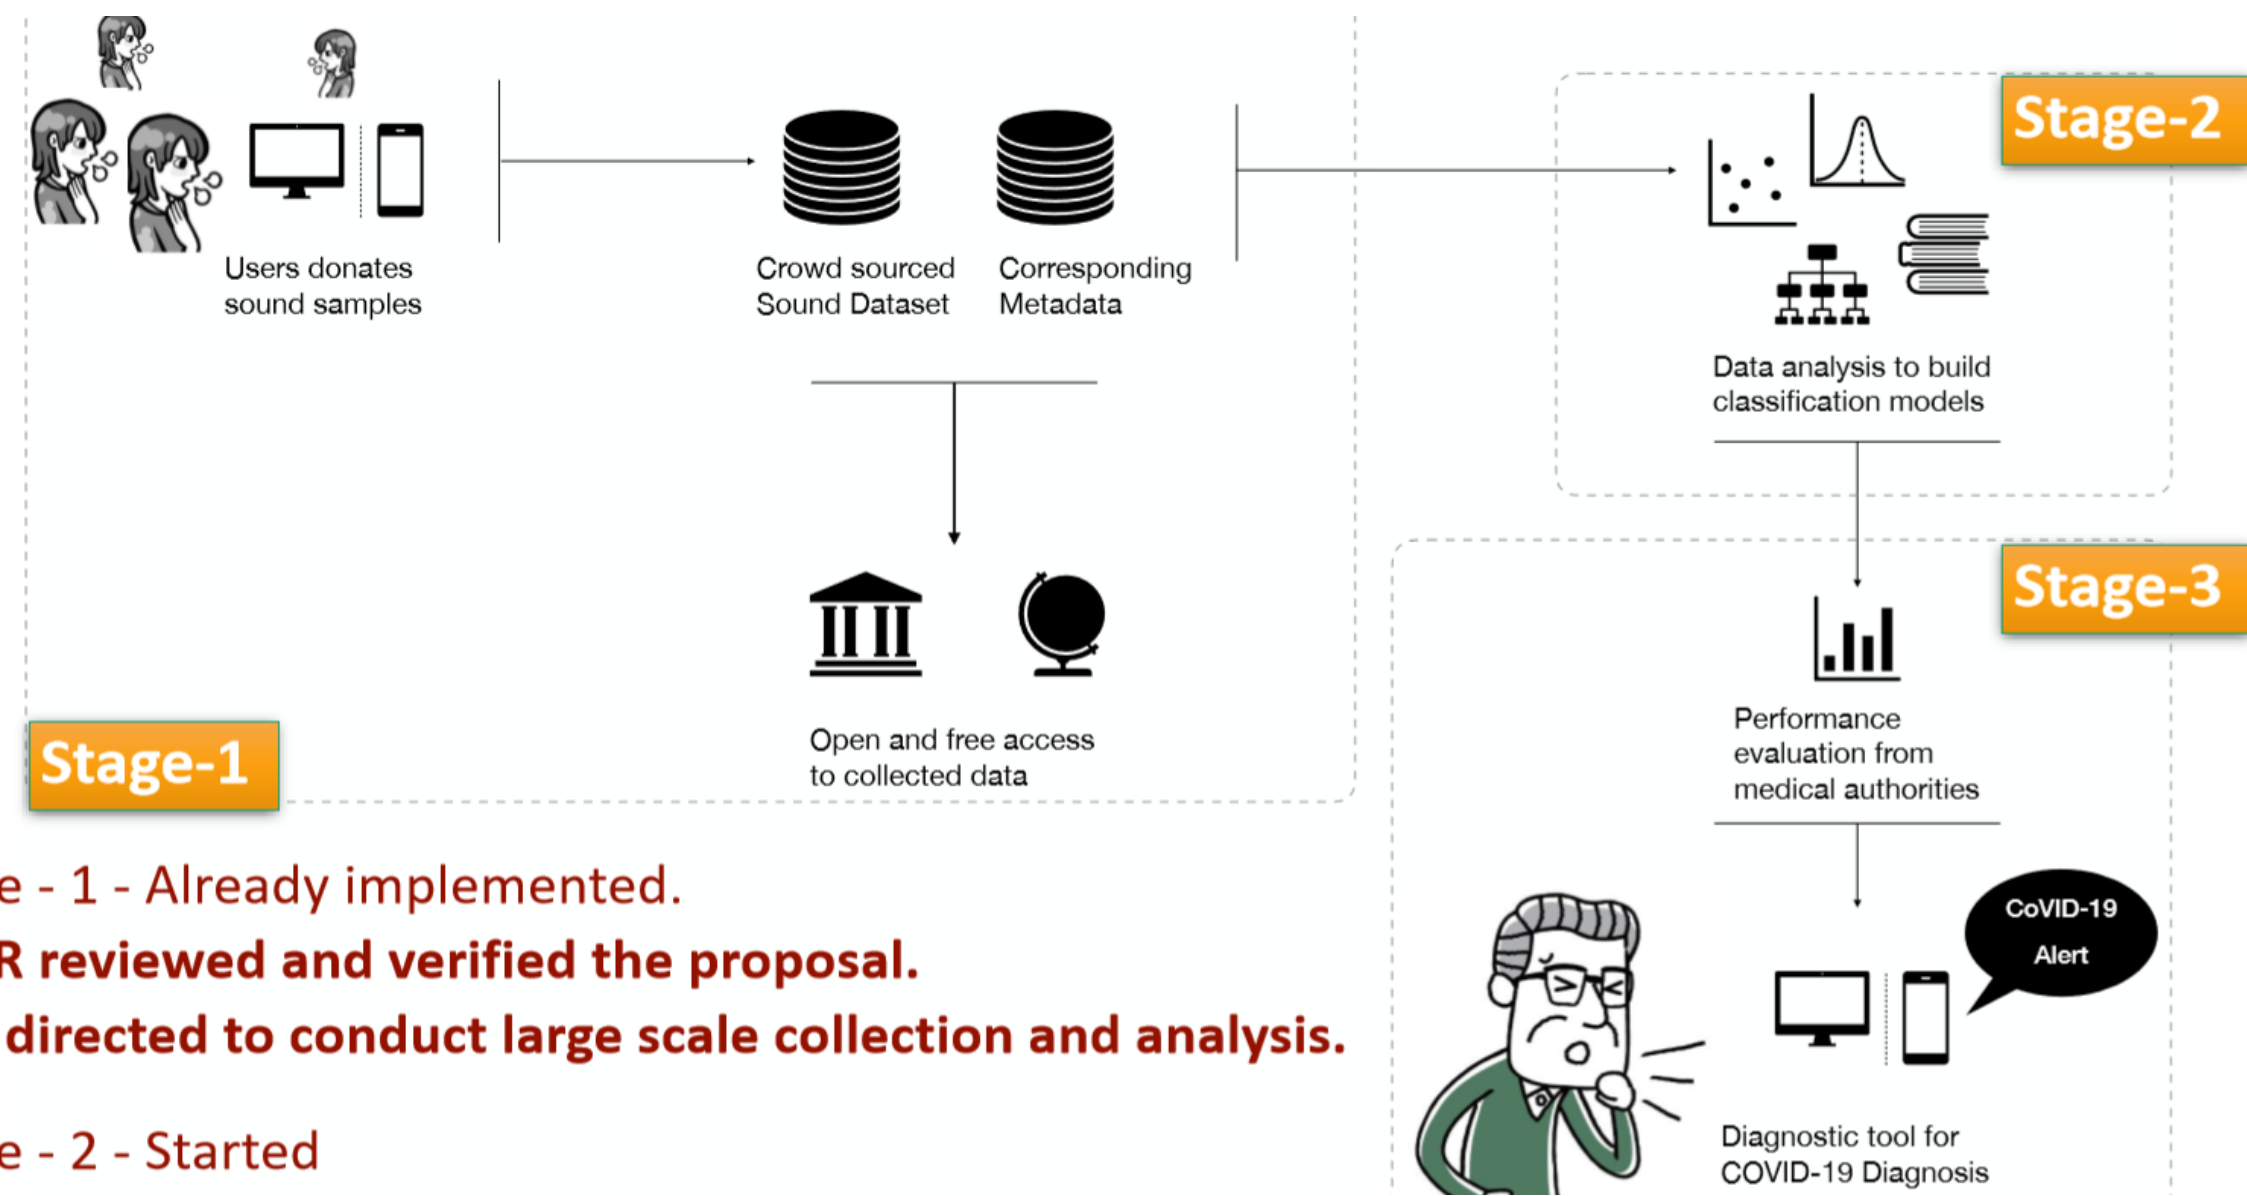 Users donates
sound samples
Crowd sourced
Sound Dataset
Corresponding
Metadata
Open and free access
to collected data
Stage-1
Stage-2
Data analysis to build
classification models
Stage-3
Performance
evaluation from
medical authorities
CoVID-19
Alert
Diagnostic tool for
COVID-19 Diagnosis
e - 1 - Already implemented.
R reviewed and verified the proposal.
directed to conduct large scale collection and analysis.
e - 2 - Started